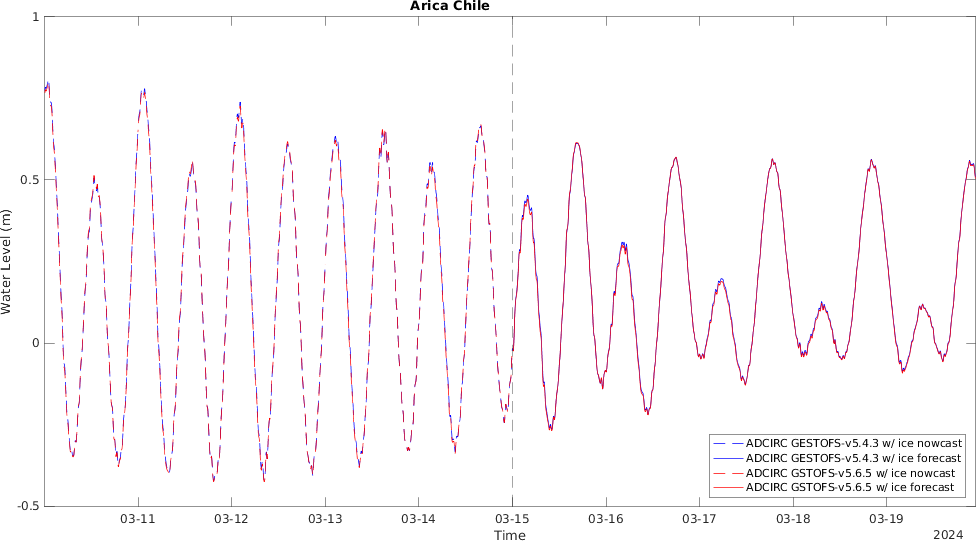 Arica Chile
1
0.5
0
-0.5
Water Level (m)
ADCIRC GESTOFS-v5.4.3 w/ ice nowcast
ADCIRC GESTOFS-v5.4.3 w/ ice forecast
ADCIRC GSTOFS-v5.6.5 w/ ice nowcast
ADCIRC GSTOFS-v5.6.5 w/ ice forecast
03-11 03-12 03-13 03-14 03-15 03-16 03-17 03-18 03-19
Time
2024